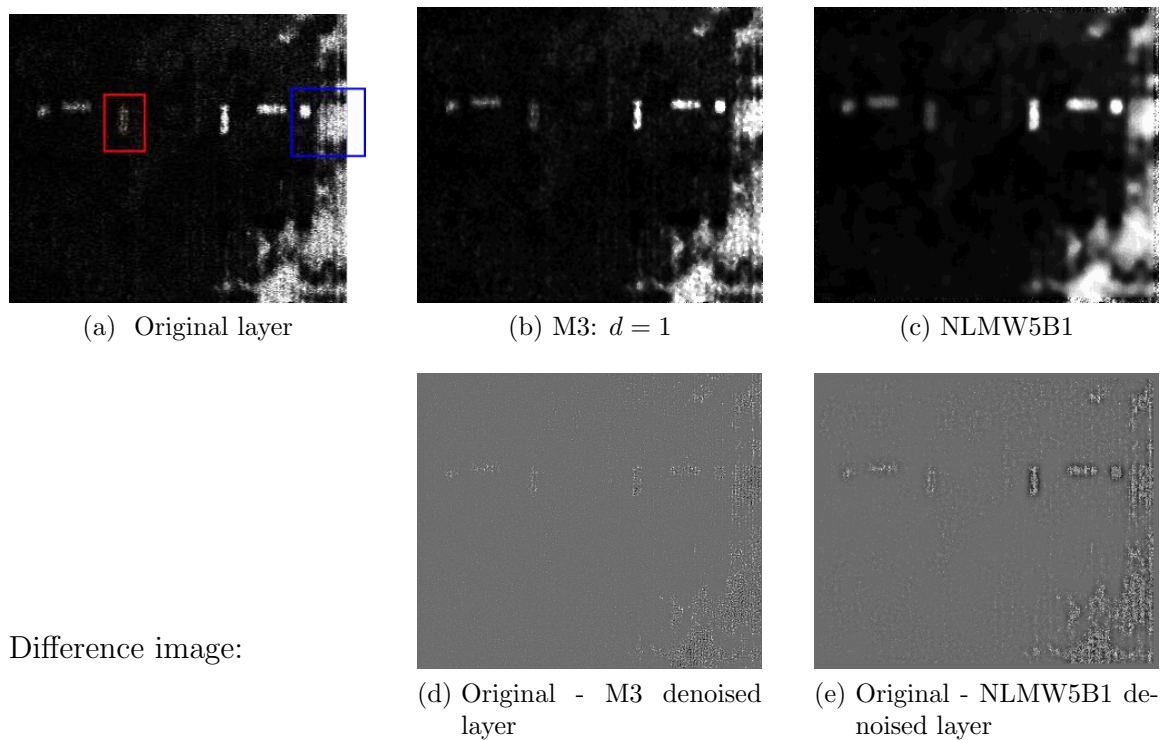 (a) Original layer
(b) M3: d = 1
(c) NLMW5B1
Difference image:
(d) Original - M3 denoised
layer
(e) Original - NLMW5B1 de-
noised layer